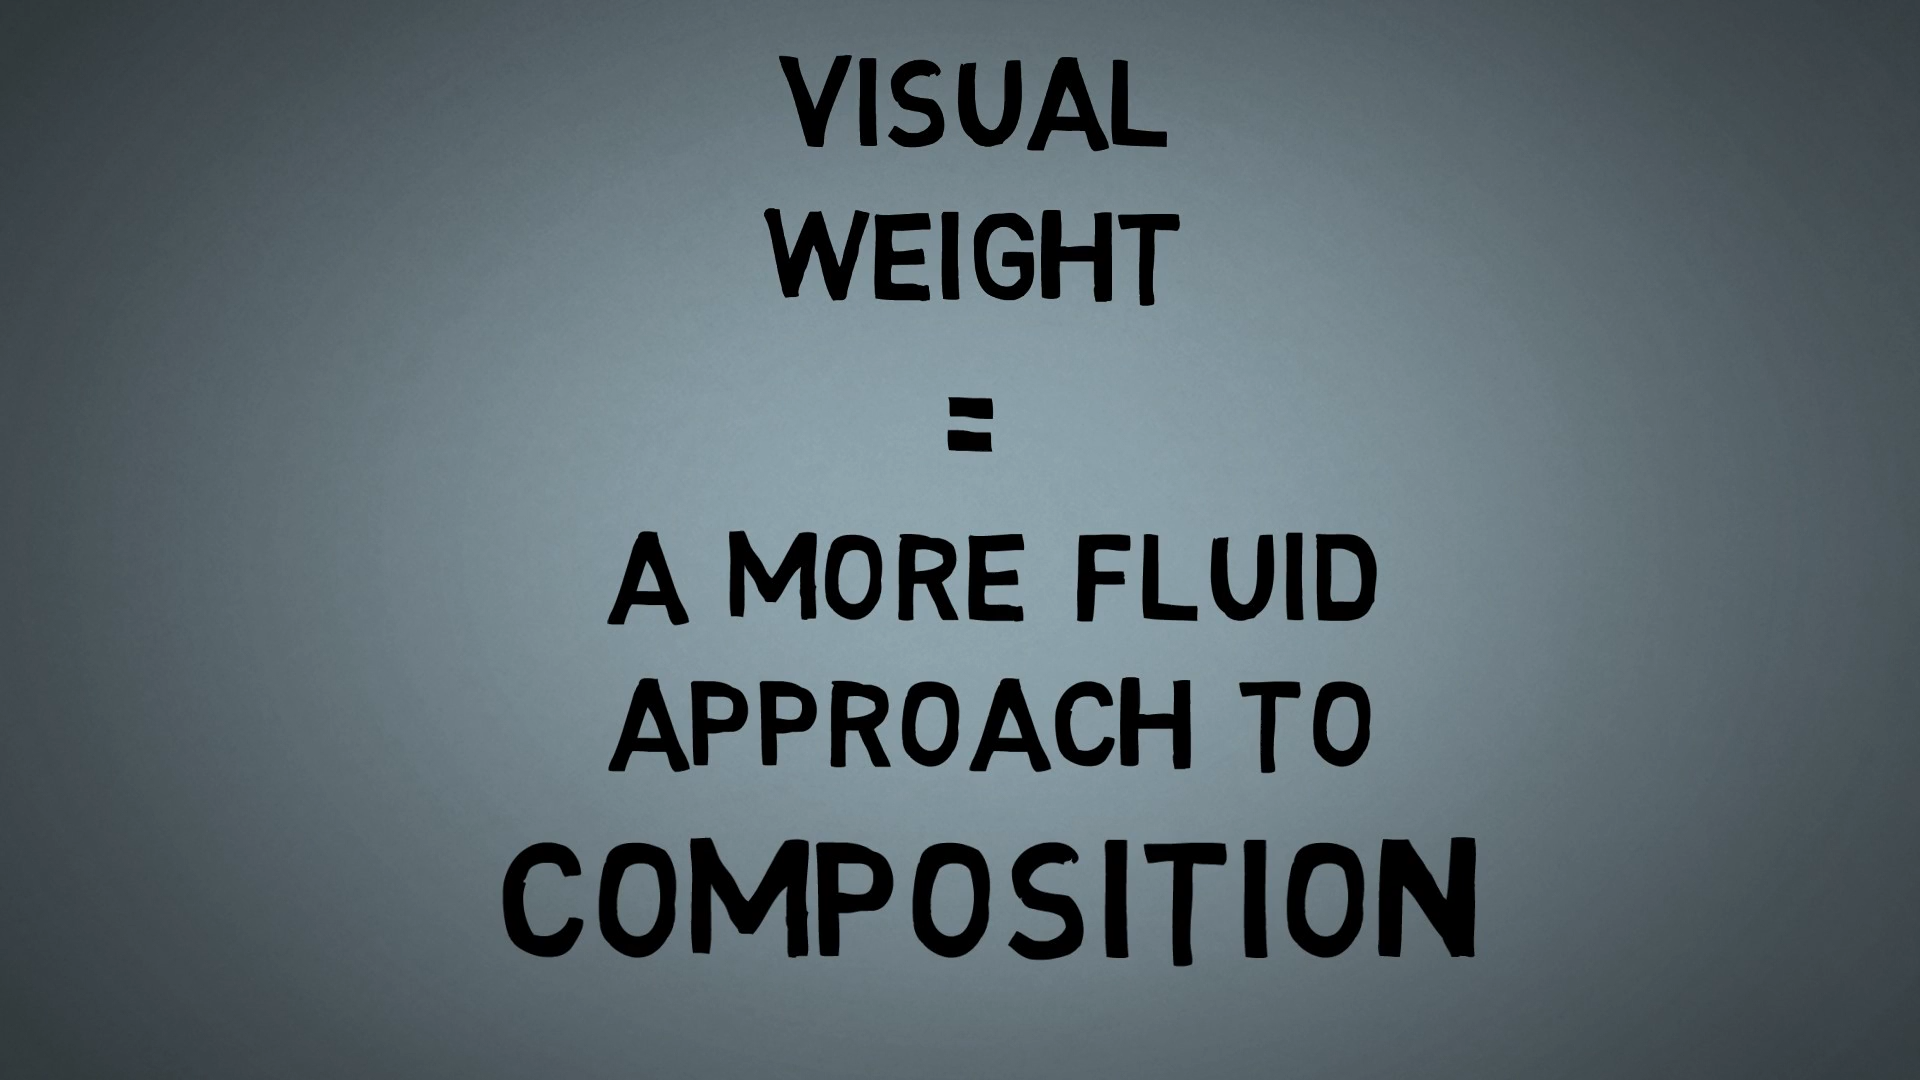 VISUAL
WEIGHT
=
A MORE FLUID
APPROACH TO
COMPOSITION